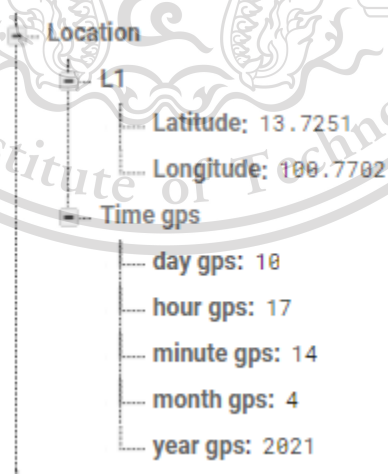 Location
L1
Latitude: 13.7251
Longitude: 100.7702
Time gps
day gps: 10
hour gps: 17
minute gps: 14
month gps: 4
year gps: 2021